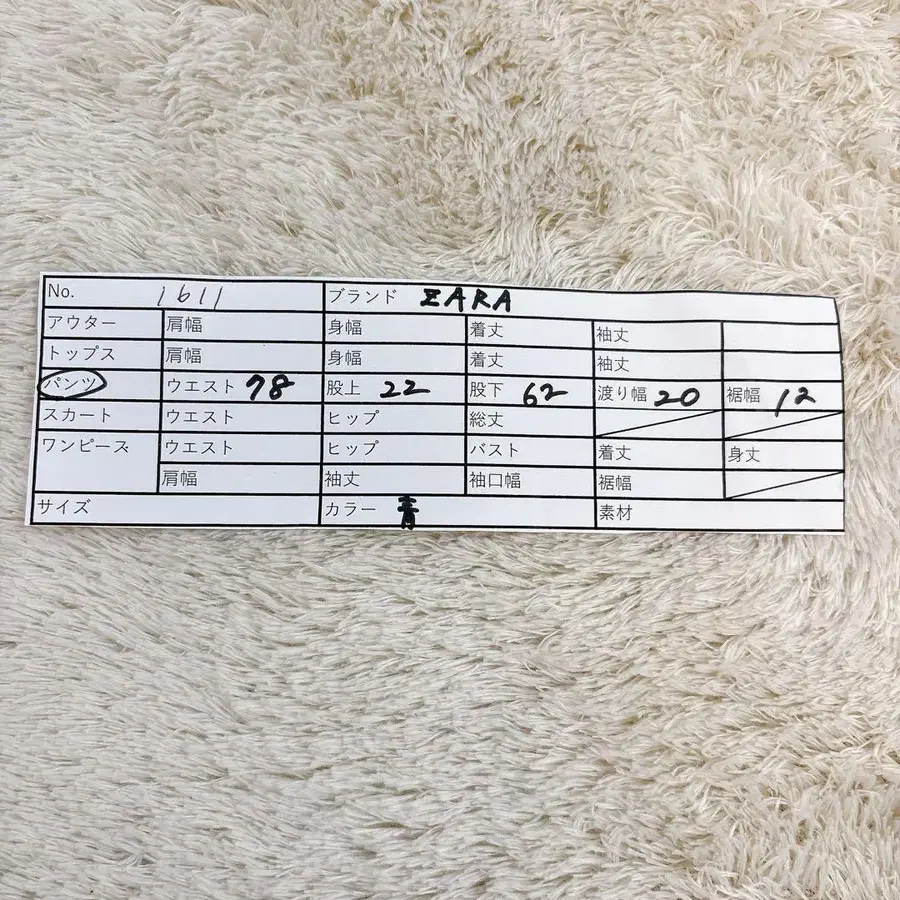 No. 1611 ブランド ZARA
アウター 肩幅 身幅 着丈 袖丈
トップス 肩幅 身幅 着丈 袖丈
パンツ ウエスト 78 股上 22 股下 62 渡り幅 20 裾幅 12
スカート ウエスト ヒップ 総丈
ワンピース ウエスト ヒップ バスト 着丈 身丈
肩幅 袖丈 袖口幅 裾幅
サイズ カラー 青 素材